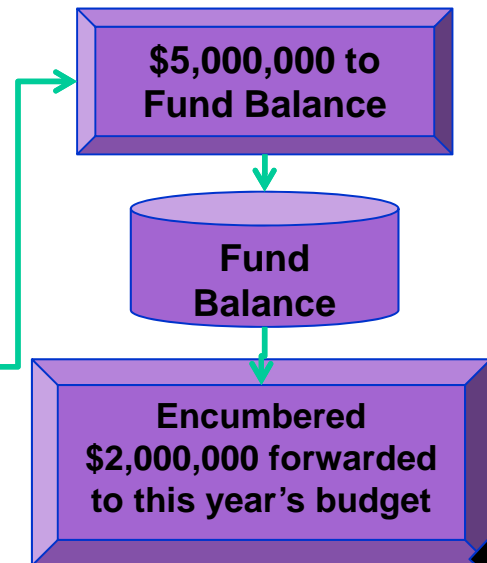 $5,000,000 to
Fund Balance
Fund
Balance
Encumbered
$2,000,000 forwarded
to this year’s budget